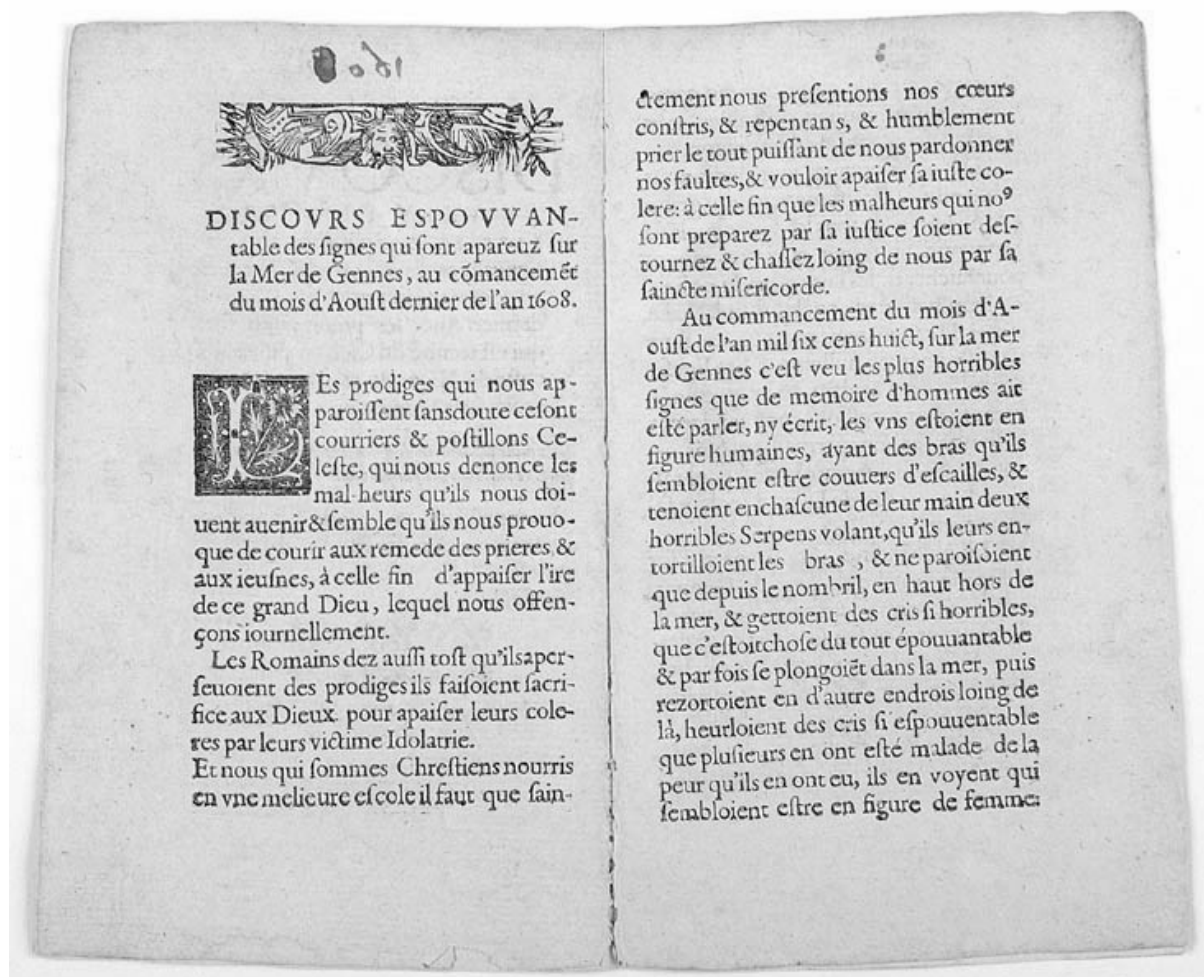 DISCOVRS ESPOVVAN-
table des ſignes qui ſont apareuz ſur
la Mer de Gennes, au cōmancemēt
du mois d'Aouſt dernier de l'an 1608.
LEs prodiges qui nous ap-
paroiſſent ſansdoute ceſont
courriers & poſtillons Ce-
leſte, qui nous denonce les
mal-heurs qu'ils nous doi-
uent auenir & ſemble qu'ils nous prouo-
que de courir aux remede des prieres &
aux ieuſnes, à celle fin d'appaiſer l'ire
de ce grand Dieu, lequel nous offen-
çons iournellement.
Les Romains dez auſſi toſt qu'ilsaper-
ſeuoient des prodiges ils faiſoient ſacri-
fice aux Dieux. pour apaiſer leurs cole-
res par leurs victime Idolatrie.
Et nous qui ſommes Chreſtiens nourris
en vne melieure eſcole il faut que ſain-
6
ctement nous preſentions nos cœurs
conſtris, & repentans, & humblement
prier le tout puiſſant de nous pardonner
nos faultes, & vouloir apaiſer ſa iuſte co-
lere: à celle fin que les malheurs qui noꝰ
ſont preparez par ſa iuſtice ſoient deſ-
tournez & chaſſez loing de nous par ſa
ſaincte miſericorde.
Au commancement du mois d'A-
ouſt de l'an mil ſix cens huict, ſur la mer
de Gennes c'eſt veu les plus horribles
ſignes que de memoire d'hommes ait
eſté parler, ny écrit, les vns eſtoient en
figure humaines, ayant des bras qu'ils
ſembloient eſtre couuers d'eſcailles, &
tenoient enchaſcune de leur main deux
horribles Serpens volant, qu'ils leurs en-
tortilloient les bras, & ne paroiſoient
que depuis le nombril, en haut hors de
la mer, & gettoient des cris ſi horribles,
que c'eſtoit choſe du tout épouuantable
& par fois ſe plongoiēt dans la mer, puis
rezortoient en d'autre endrois loing de
là, heurloient des cris ſi eſpouuentable
que pluſieurs en ont eſté malade de la
peur qu'ils en ont eu, ils en voyent qui
ſembloient eſtre en figure de femme: